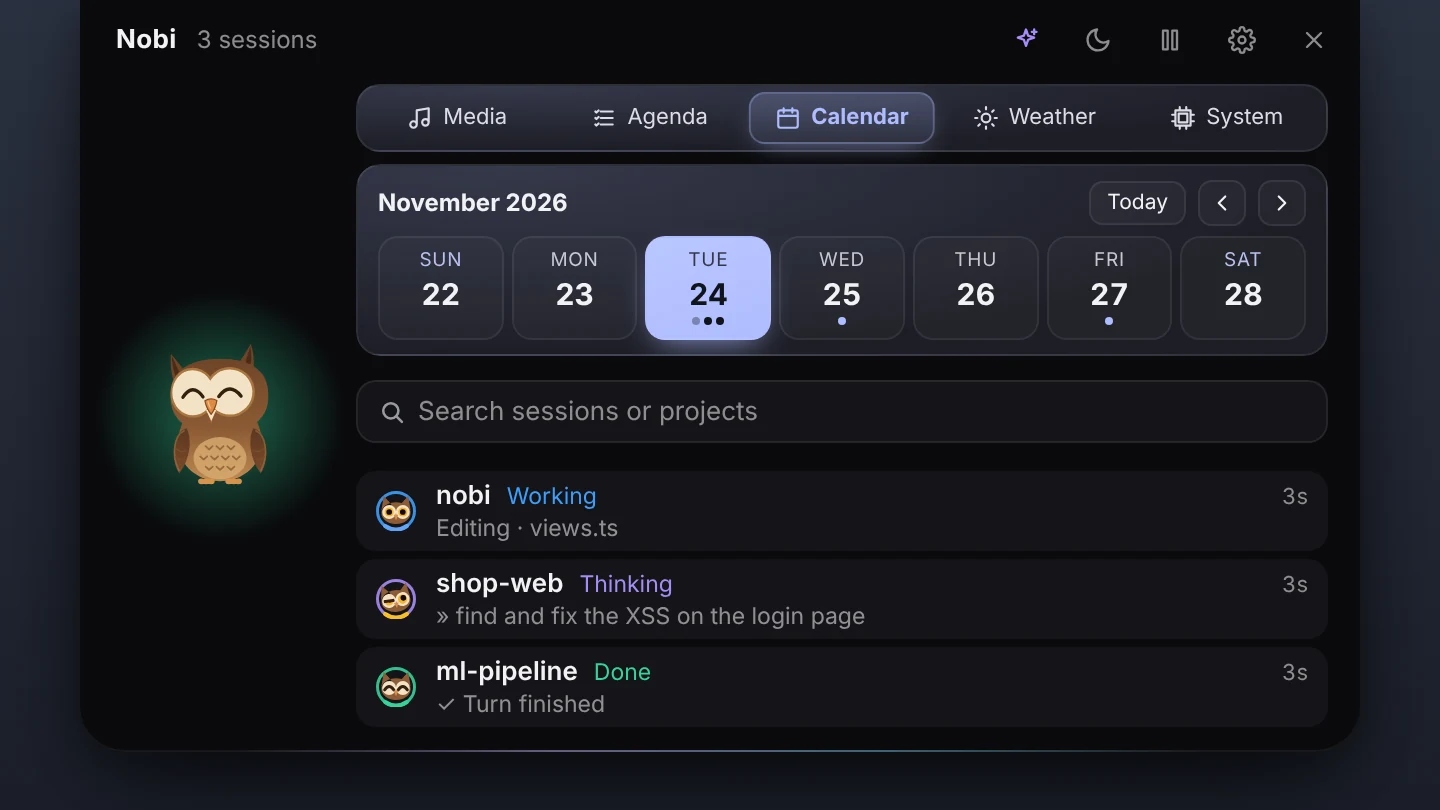 Nobi 3 sessions
Media Agenda Calendar Weather System
November 2026 Today
SUN MON TUE WED THU FRI SAT
22 23 24 25 26 27 28
Search sessions or projects
nobi Working 3s
Editing · views.ts
shop-web Thinking 3s
» find and fix the XSS on the login page
ml-pipeline Done 3s
✓ Turn finished